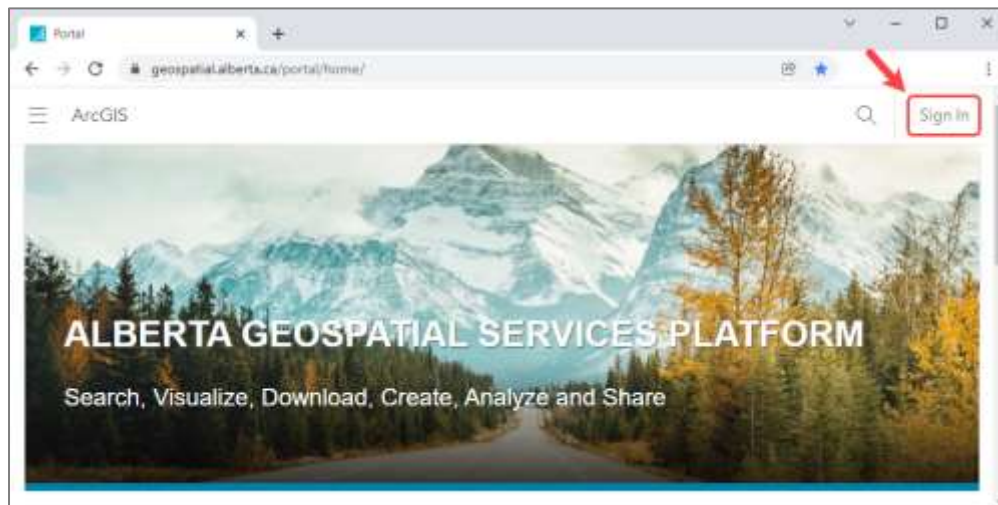 Portal
geospatial.alberta.ca/portal/home/
ArcGIS
Sign In
ALBERTA GEOSPATIAL SERVICES PLATFORM
Search, Visualize, Download, Create, Analyze and Share